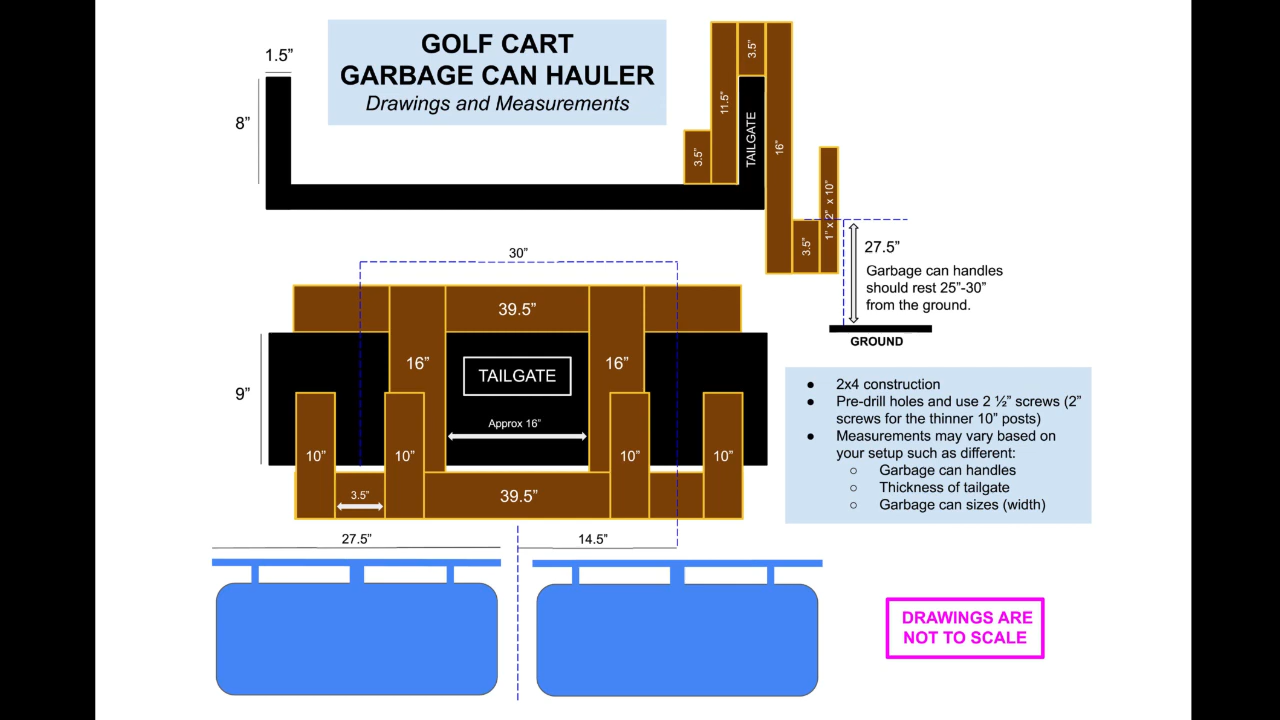 GOLF CART
GARBAGE CAN HAULER
Drawings and Measurements
1.5”
8”
3.5”
11.5”
3.5”
TAILGATE
16”
3.5”
1” x 2” x 10”
27.5”
Garbage can handles
should rest 25”-30”
from the ground.
GROUND
30”
39.5”
16”
16”
TAILGATE
9”
Approx 16”
10”
10”
10”
10”
3.5”
39.5”
27.5”
14.5”
● 2x4 construction
● Pre-drill holes and use 2 ½” screws (2”
screws for the thinner 10” posts)
● Measurements may vary based on
your setup such as different:
○ Garbage can handles
○ Thickness of tailgate
○ Garbage can sizes (width)
DRAWINGS ARE
NOT TO SCALE